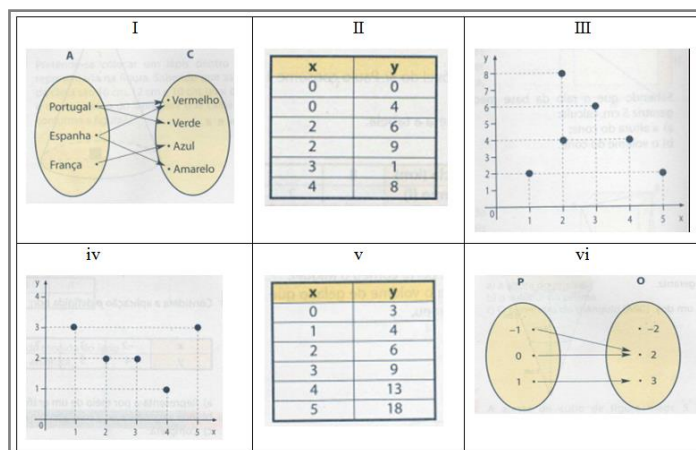 I
A
C
Portugal
Espanha
França
Vermelho
Verde
Azul
Amarelo
II
x y
0 0
0 4
2 6
2 9
3 1
4 8
III
y
8
7
6
5
4
3
2
1
0 1 2 3 4 5 x
iv
y
4
3
2
1
0 1 2 3 4 5 x
v
x y
0 3
1 4
2 6
3 9
4 13
5 18
vi
P
O
-1
0
1
-2
2
3